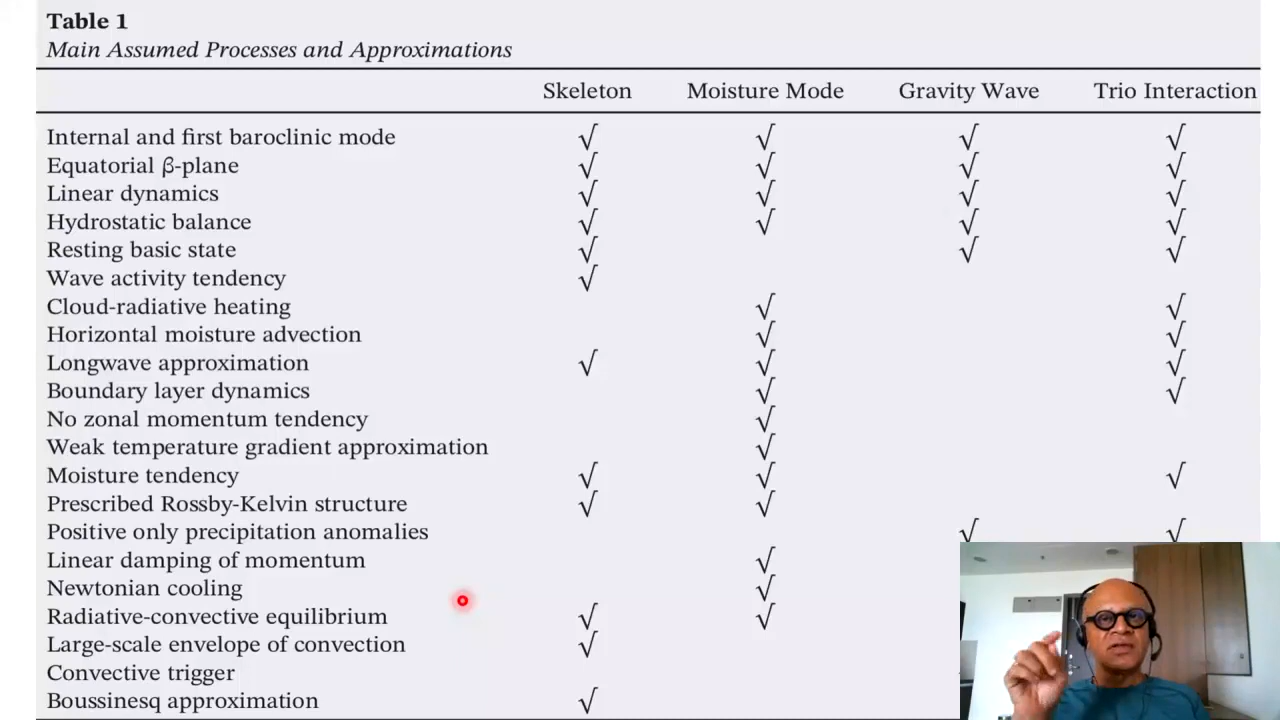 Table 1
Main Assumed Processes and Approximations
Skeleton Moisture Mode Gravity Wave Trio Interaction
Internal and first baroclinic mode √ √ √ √
Equatorial β-plane √ √ √ √
Linear dynamics √ √ √ √
Hydrostatic balance √ √ √ √
Resting basic state √ √ √
Wave activity tendency √
Cloud-radiative heating √ √
Horizontal moisture advection √ √
Longwave approximation √ √ √
Boundary layer dynamics √ √
No zonal momentum tendency √
Weak temperature gradient approximation √
Moisture tendency √ √ √
Prescribed Rossby-Kelvin structure √ √
Positive only precipitation anomalies √ √
Linear damping of momentum √
Newtonian cooling √
Radiative-convective equilibrium √ √
Large-scale envelope of convection √
Convective trigger
Boussinesq approximation √